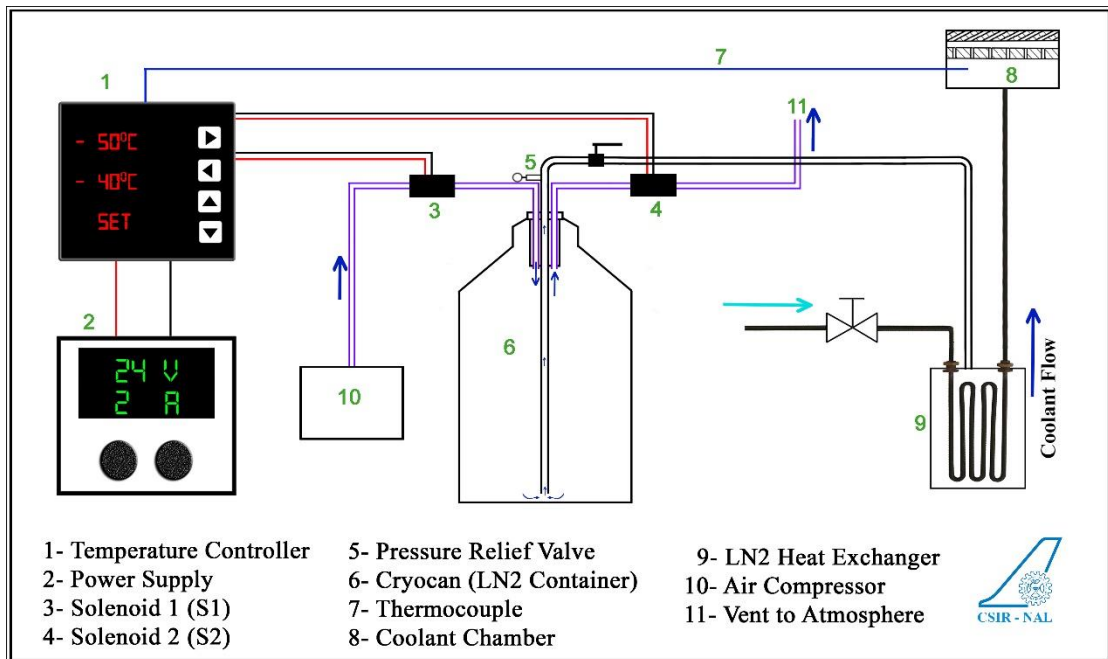 7
1
8
11
- 50°C
- 40°C
SET
5
3
4
2
24 V
2 A
6
10
9
Coolant Flow
1- Temperature Controller
2- Power Supply
3- Solenoid 1 (S1)
4- Solenoid 2 (S2)
5- Pressure Relief Valve
6- Cryocan (LN2 Container)
7- Thermocouple
8- Coolant Chamber
9- LN2 Heat Exchanger
10- Air Compressor
11- Vent to Atmosphere
CSIR - NAL